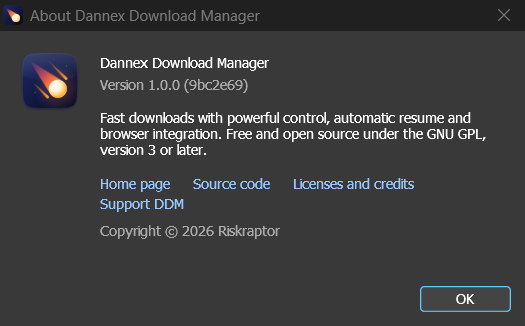 About Dannex Download Manager
Dannex Download Manager
Version 1.0.0 (9bc2e69)
Fast downloads with powerful control, automatic resume and
browser integration. Free and open source under the GNU GPL,
version 3 or later.
Home page Source code Licenses and credits
Support DDM
Copyright © 2026 Riskraptor
OK